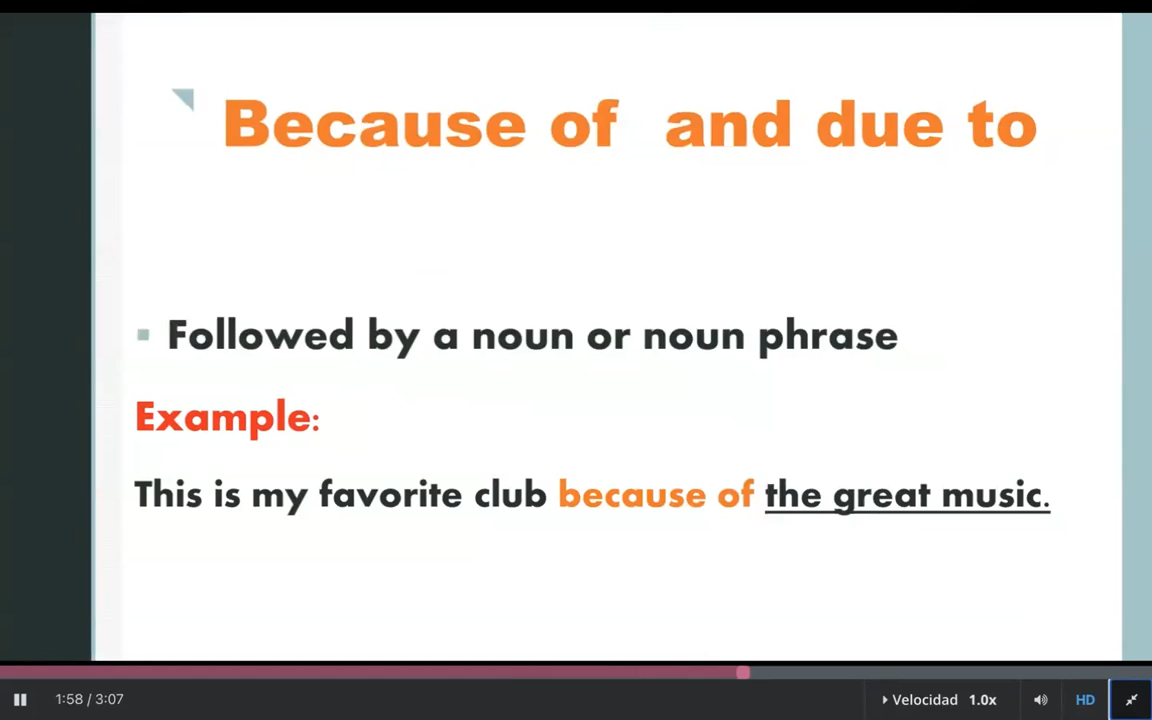 Because of and due to
Followed by a noun or noun phrase
Example:
This is my favorite club because of the great music.
1:58 / 3:07
Velocidad 1.0x
HD